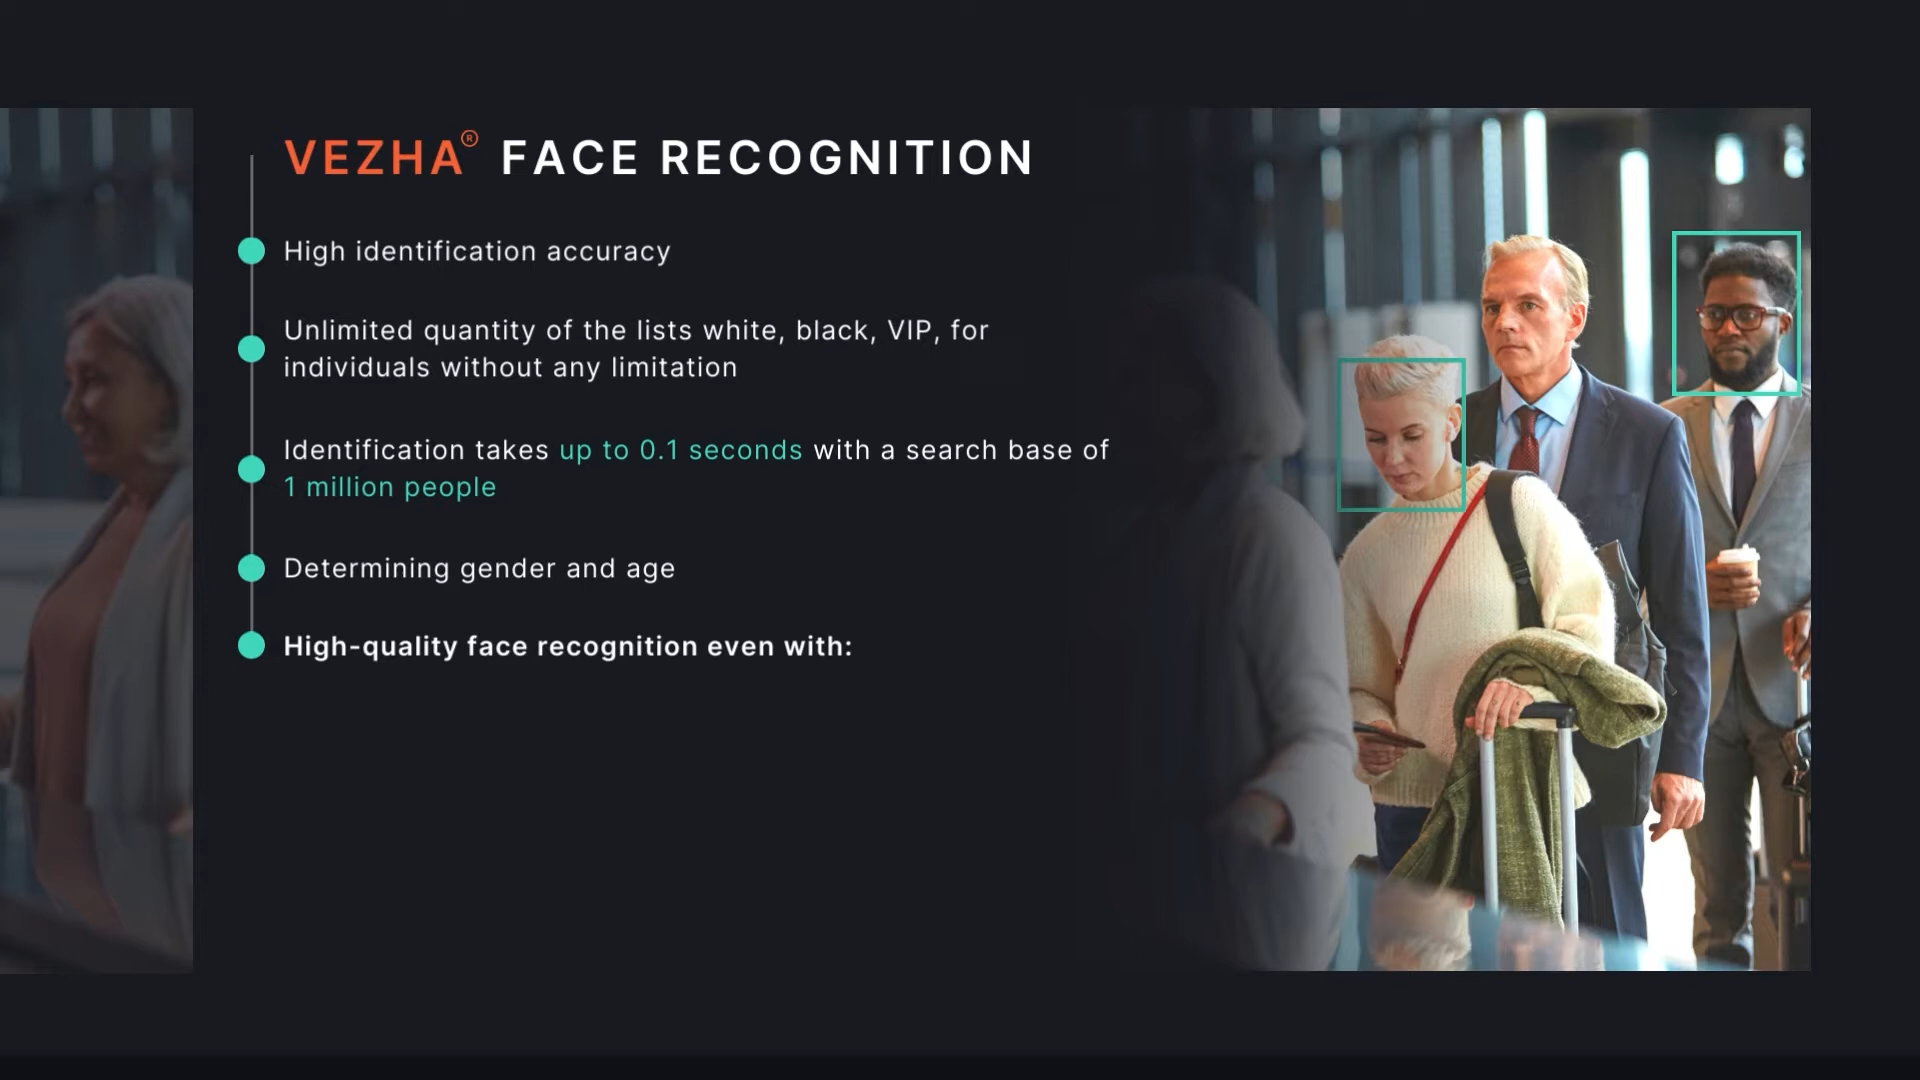 VEZHA® FACE RECOGNITION
High identification accuracy
Unlimited quantity of the lists white, black, VIP, for
individuals without any limitation
Identification takes up to 0.1 seconds with a search base of
1 million people
Determining gender and age
High-quality face recognition even with: